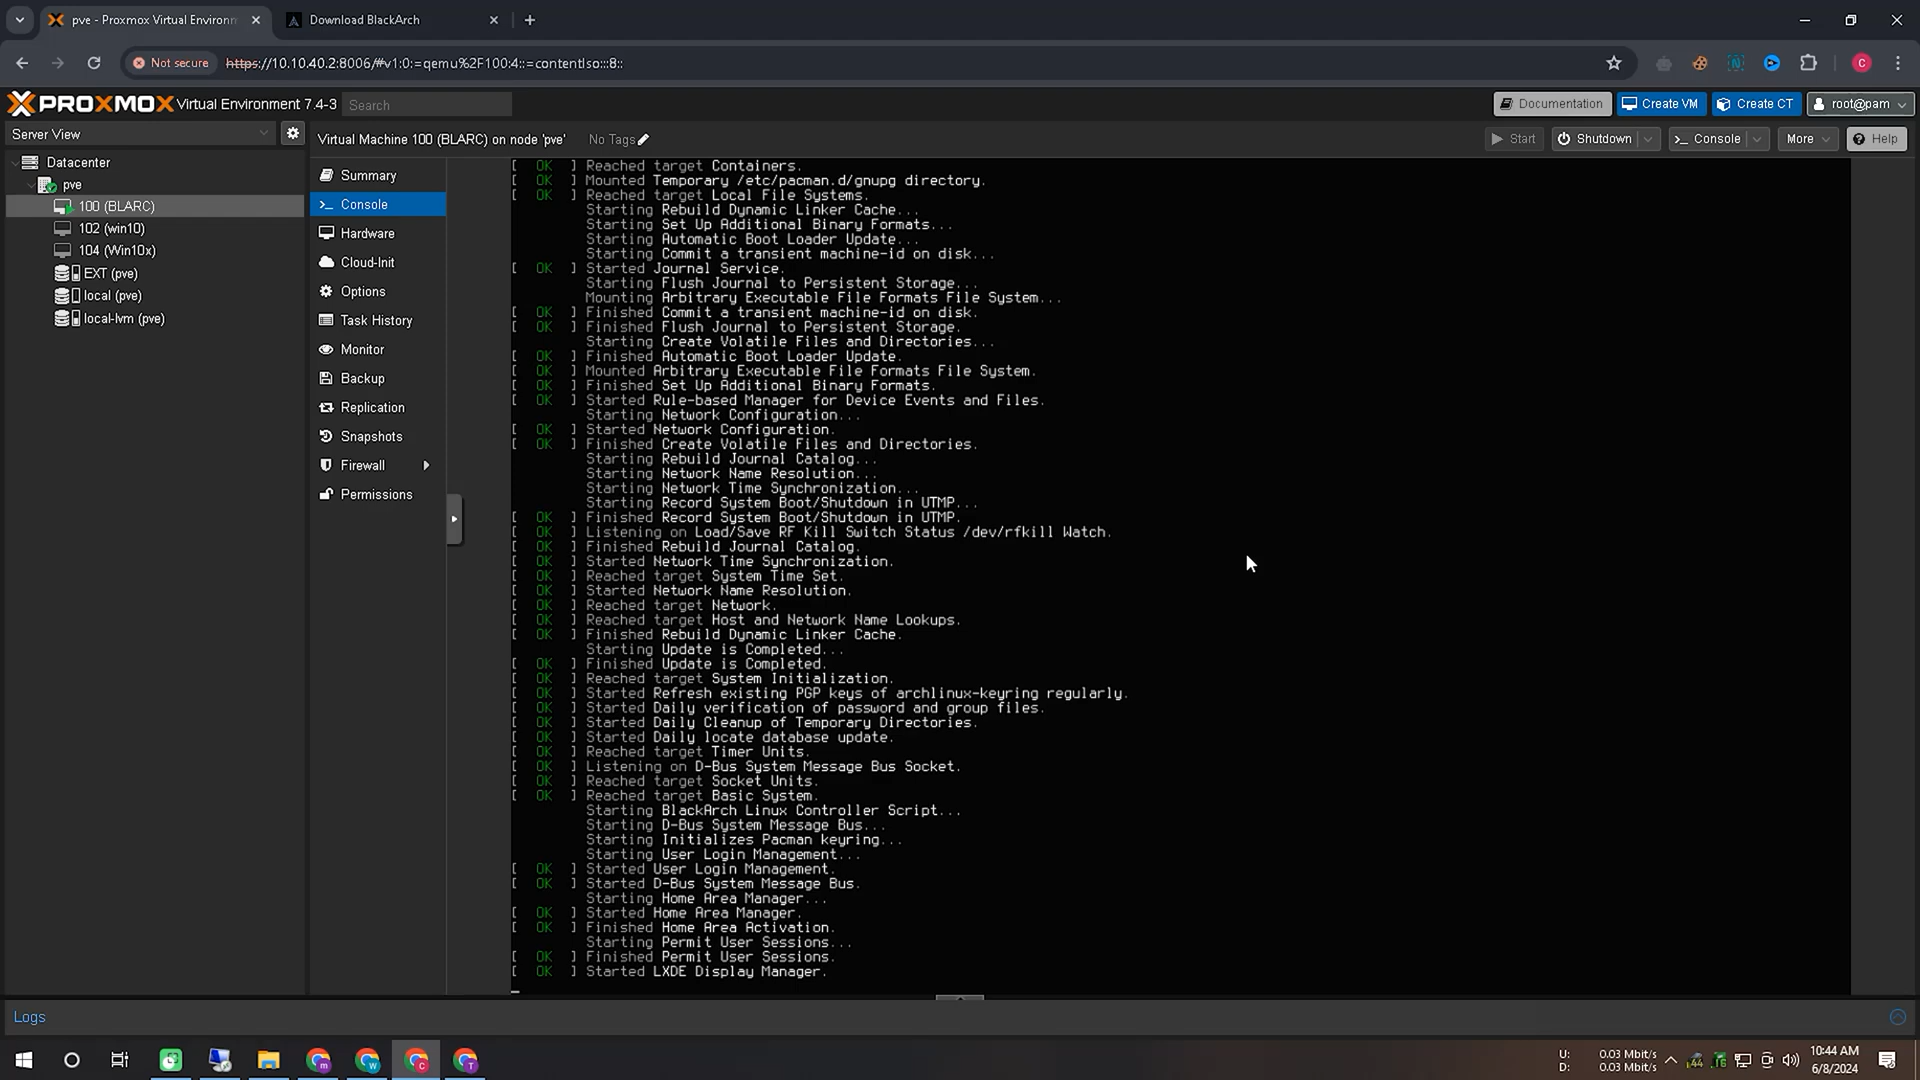 pve - Proxmox Virtual Environm
Download BlackArch
Not secure
https://10.10.40.2:8006/#v1:0:=qemu%2F100:4::=contentIso:::8::
C
PROXMOX Virtual Environment 7.4-3
Search
Documentation
Create VM
Create CT
root@pam
Server View
Virtual Machine 100 (BLARC) on node 'pve'
No Tags
Start
Shutdown
Console
More
Help
Datacenter
pve
100 (BLARC)
102 (win10)
104 (Win10x)
EXT (pve)
local (pve)
local-lvm (pve)
Summary
>_ Console
Hardware
Cloud-Init
Options
Task History
Monitor
Backup
Replication
Snapshots
Firewall
Permissions
[ OK ] Reached target Containers.
[ OK ] Mounted Temporary /etc/pacman.d/gnupg directory.
[ OK ] Reached target Local File Systems.
Starting Rebuild Dynamic Linker Cache...
Starting Set Up Additional Binary Formats...
Starting Automatic Boot Loader Update...
Starting Commit a transient machine-id on disk...
[ OK ] Started Journal Service.
Starting Flush Journal to Persistent Storage...
Mounting Arbitrary Executable File Formats File System...
[ OK ] Finished Commit a transient machine-id on disk.
[ OK ] Finished Flush Journal to Persistent Storage.
Starting Create Volatile Files and Directories...
[ OK ] Finished Automatic Boot Loader Update.
[ OK ] Mounted Arbitrary Executable File Formats File System.
[ OK ] Finished Set Up Additional Binary Formats.
[ OK ] Started Rule-based Manager for Device Events and Files.
Starting Network Configuration...
[ OK ] Started Network Configuration.
[ OK ] Finished Create Volatile Files and Directories.
Starting Rebuild Journal Catalog...
Starting Network Name Resolution...
Starting Network Time Synchronization...
Starting Record System Boot/Shutdown in UTMP...
[ OK ] Finished Record System Boot/Shutdown in UTMP.
[ OK ] Listening on Load/Save RF Kill Switch Status /dev/rfkill Watch.
[ OK ] Finished Rebuild Journal Catalog.
[ OK ] Started Network Time Synchronization.
[ OK ] Reached target System Time Set.
[ OK ] Started Network Name Resolution.
[ OK ] Reached target Network.
[ OK ] Reached target Host and Network Name Lookups.
[ OK ] Finished Rebuild Dynamic Linker Cache.
Starting Update is Completed...
[ OK ] Finished Update is Completed.
[ OK ] Reached target System Initialization.
[ OK ] Started Refresh existing PGP keys of archlinux-keyring regularly.
[ OK ] Started Daily verification of password and group files.
[ OK ] Started Daily Cleanup of Temporary Directories.
[ OK ] Started Daily locate database update.
[ OK ] Reached target Timer Units.
[ OK ] Listening on D-Bus System Message Bus Socket.
[ OK ] Reached target Socket Units.
[ OK ] Reached target Basic System.
Starting BlackArch Linux Controller Script...
Starting D-Bus System Message Bus...
Starting Initializes Pacman keyring...
Starting User Login Management...
[ OK ] Started User Login Management.
[ OK ] Started D-Bus System Message Bus.
Starting Home Area Manager...
[ OK ] Started Home Area Manager.
[ OK ] Finished Home Area Activation.
Starting Permit User Sessions...
[ OK ] Finished Permit User Sessions.
[ OK ] Started LXDE Display Manager.
Logs
U: 0.03 Mbit/s
D: 0.03 Mbit/s
44
10:44 AM
6/8/2024